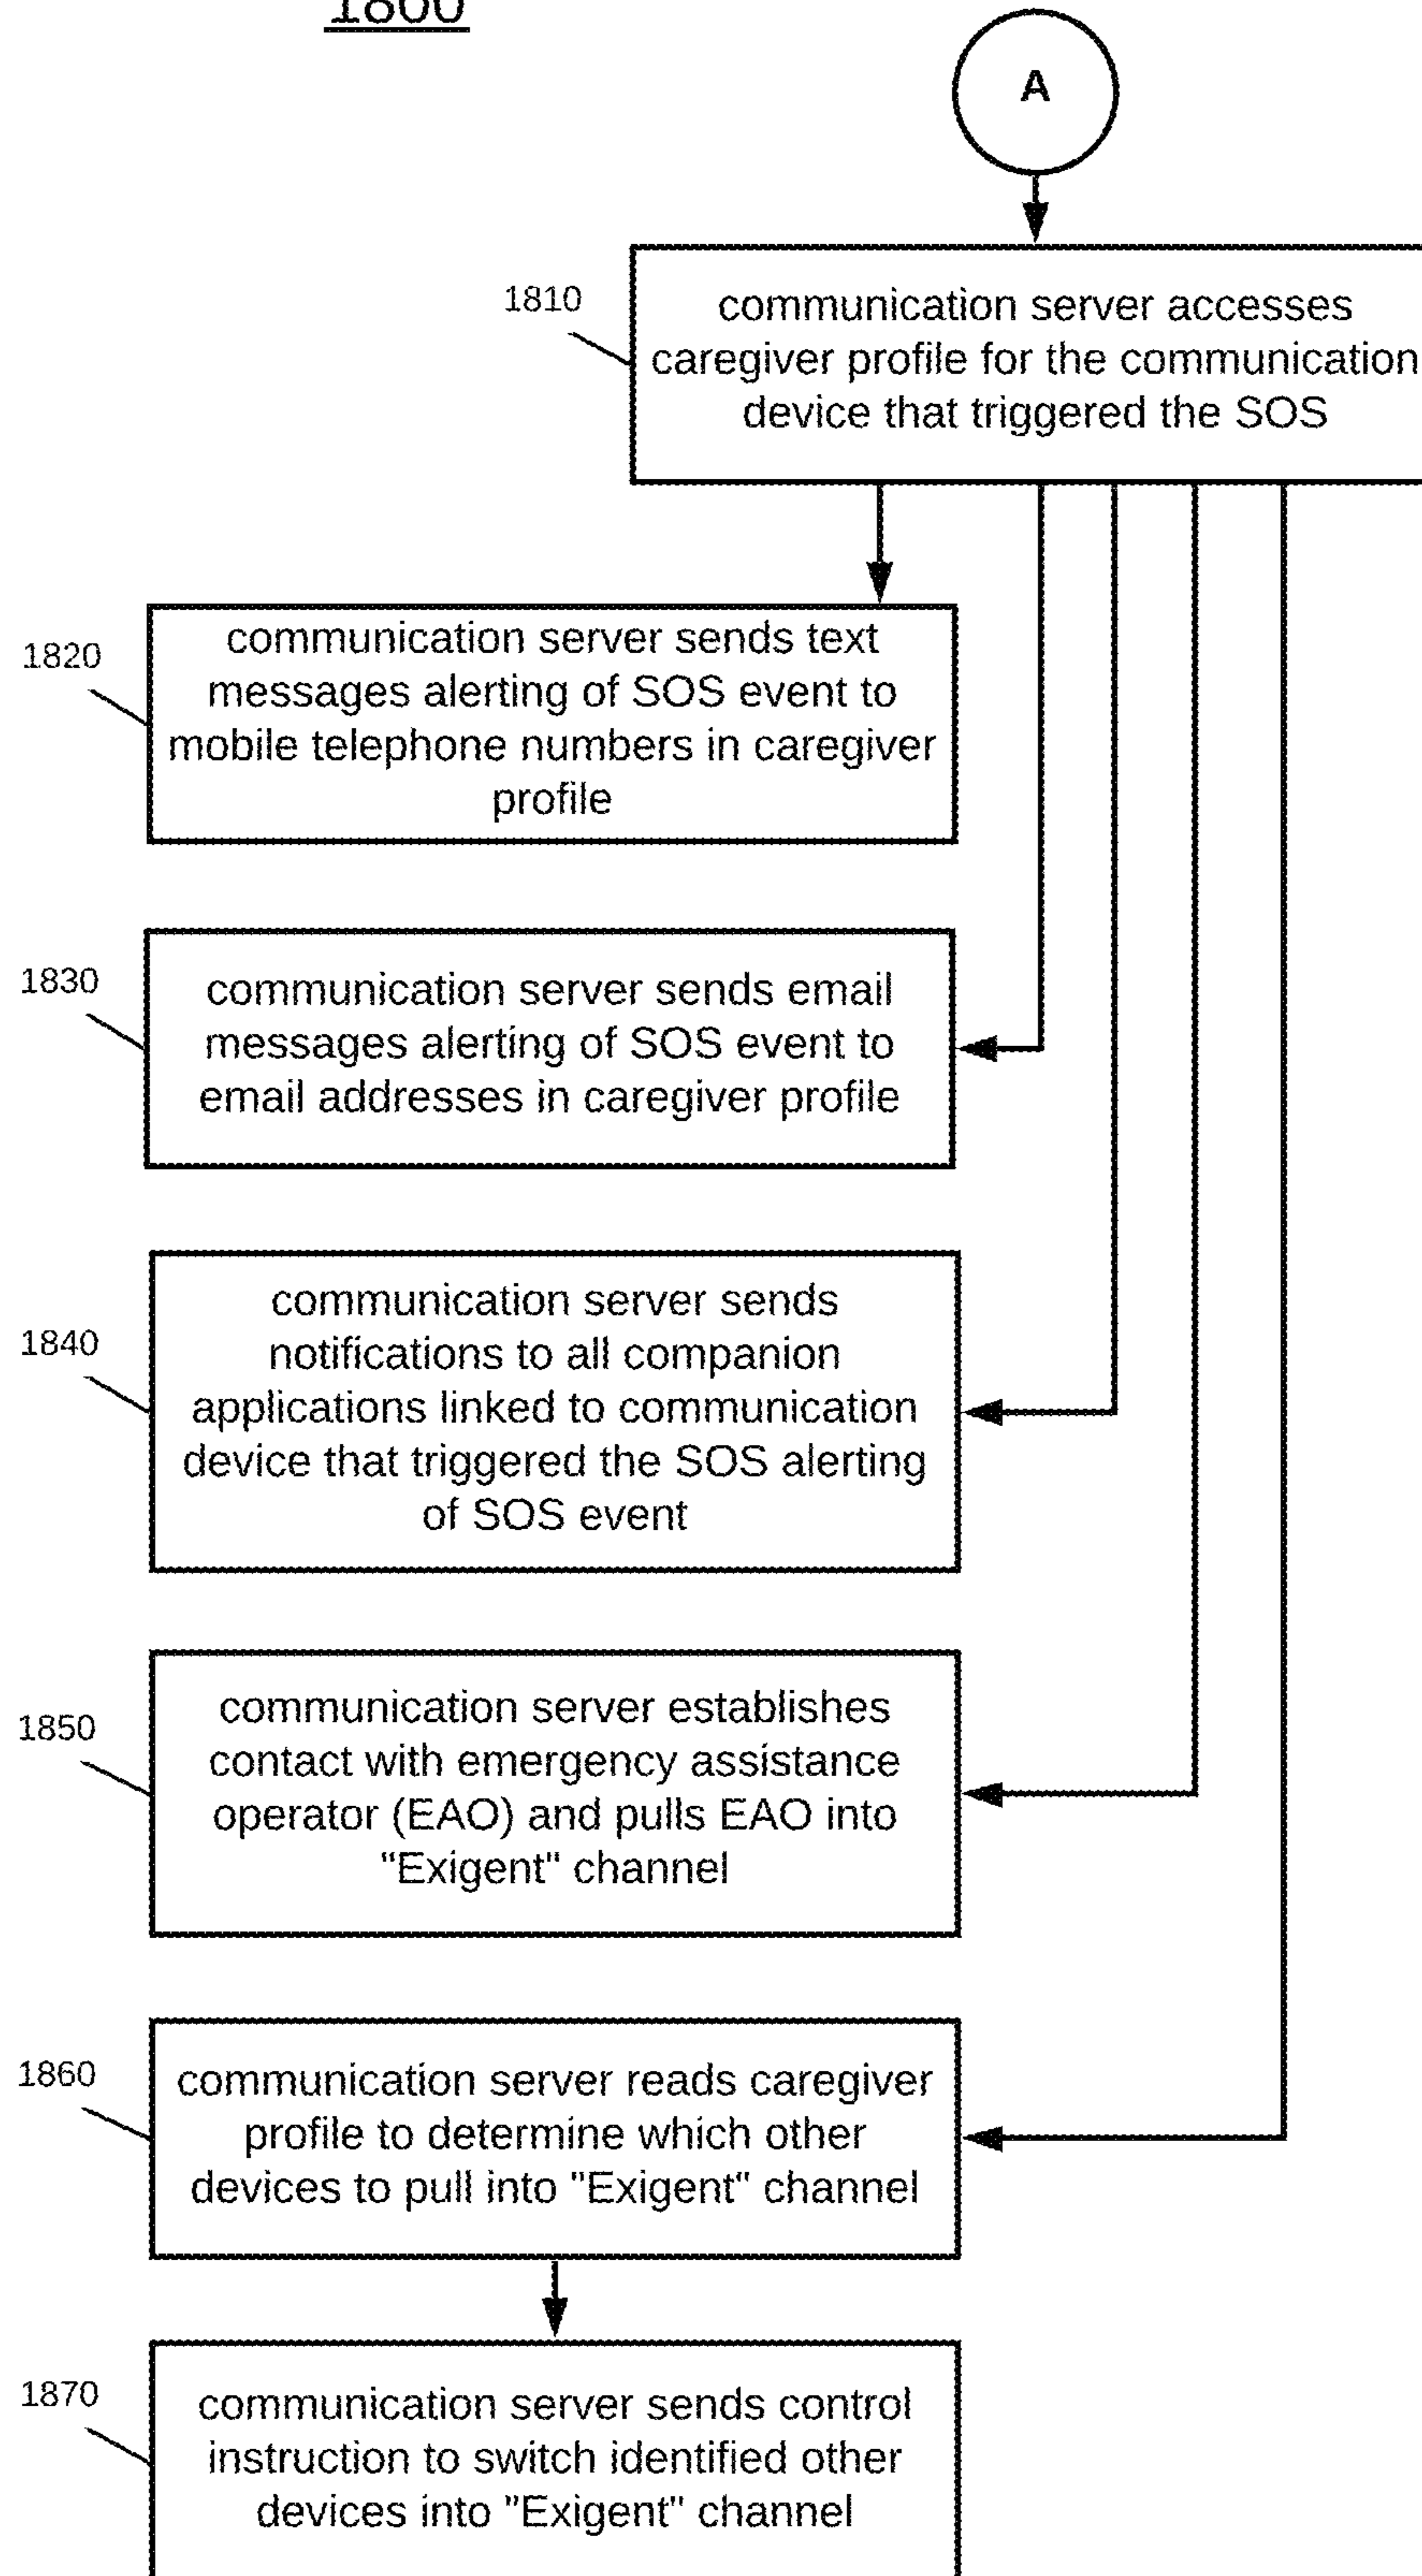 1800
A
1810
communication server accesses
caregiver profile for the communication
device that triggered the SOS
1820
communication server sends text
messages alerting of SOS event to
mobile telephone numbers in caregiver
profile
1830
communication server sends email
messages alerting of SOS event to
email addresses in caregiver profile
1840
communication server sends
notifications to all companion
applications linked to communication
device that triggered the SOS alerting
of SOS event
1850
communication server establishes
contact with emergency assistance
operator (EAO) and pulls EAO into
"Exigent" channel
1860
communication server reads caregiver
profile to determine which other
devices to pull into "Exigent" channel
1870
communication server sends control
instruction to switch identified other
devices into "Exigent" channel